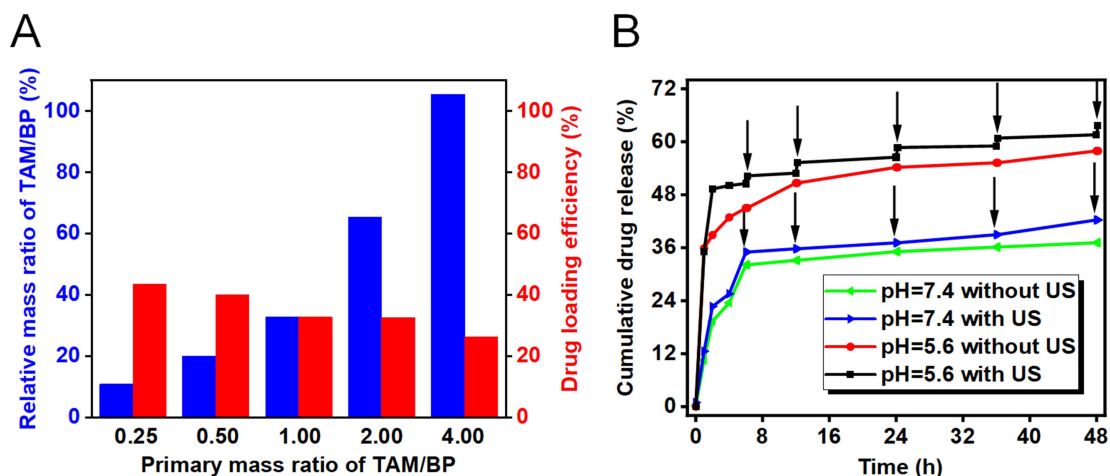 A
Relative mass ratio of TAM/BP (%)
100
80
60
40
20
0
0.25 0.50 1.00 2.00 4.00
Primary mass ratio of TAM/BP
100
80
60
40
20
0
Drug loading efficiency (%)
B
Cumulative drug release (%)
72
60
48
36
24
12
0
pH=7.4 without US
pH=7.4 with US
pH=5.6 without US
pH=5.6 with US
0 8 16 24 32 40 48
Time (h)